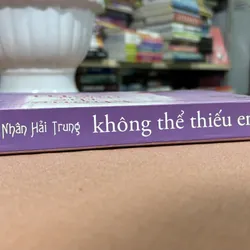 Nhân Hải Trung không thể thiếu em